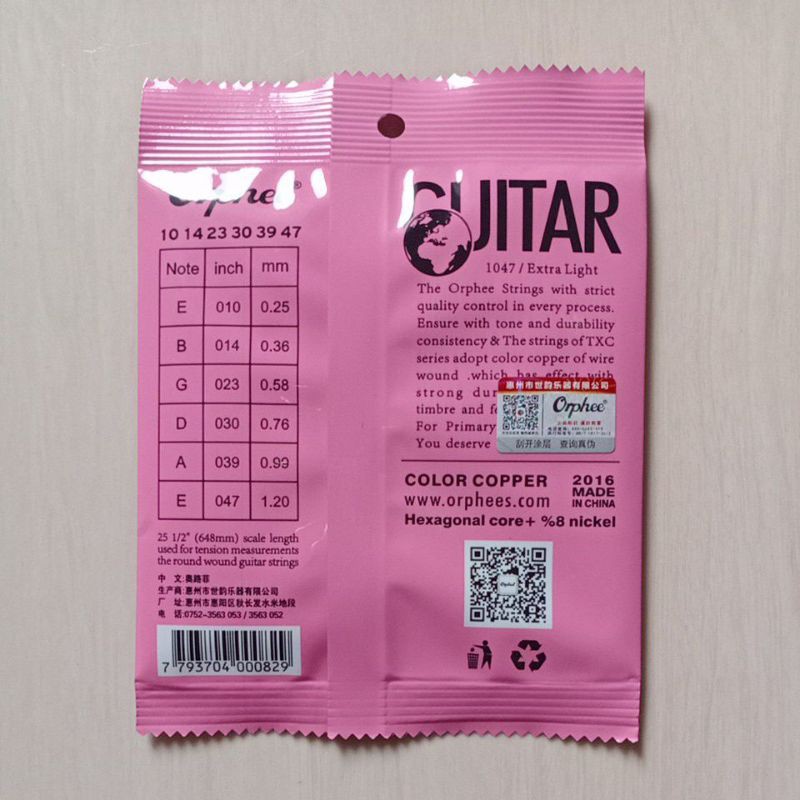 Orphee®
10 14 23 30 39 47
Note inch mm
E 010 0.25
B 014 0.36
G 023 0.58
D 030 0.76
A 039 0.99
E 047 1.20
25 1/2" (648mm) scale length
used for tension measurements
the round wound guitar strings
中 文:奥路菲
生产商:惠州市世韵乐器有限公司
厂 址:惠州市惠阳区秋长发水米地段
电 话:0752-3563 053 / 3563 052
7 793704 000829
GUITAR
1047 / Extra Light
The Orphee Strings with strict
quality control in every process.
Ensure with tone and durability
consistency & The strings of TXC
series adopt color copper of wire
wound .which has effect with
strong
timbre and
For Primary
You deserve
惠州市世韵乐器有限公司
Orphee®
刮开涂层 查询真伪
COLOR COPPER
www.orphees.com
2016
MADE
IN CHINA
Hexagonal core+ %8 nickel
Orphee